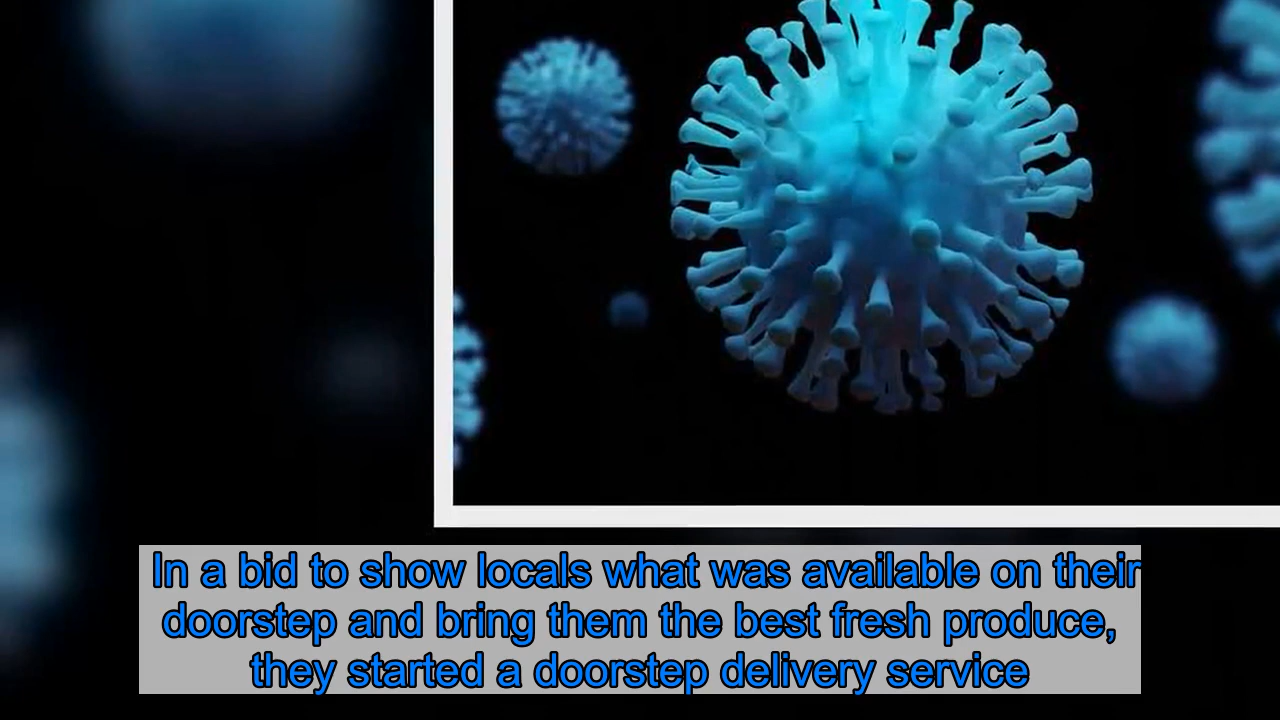 In a bid to show locals what was available on their
doorstep and bring them the best fresh produce,
they started a doorstep delivery service